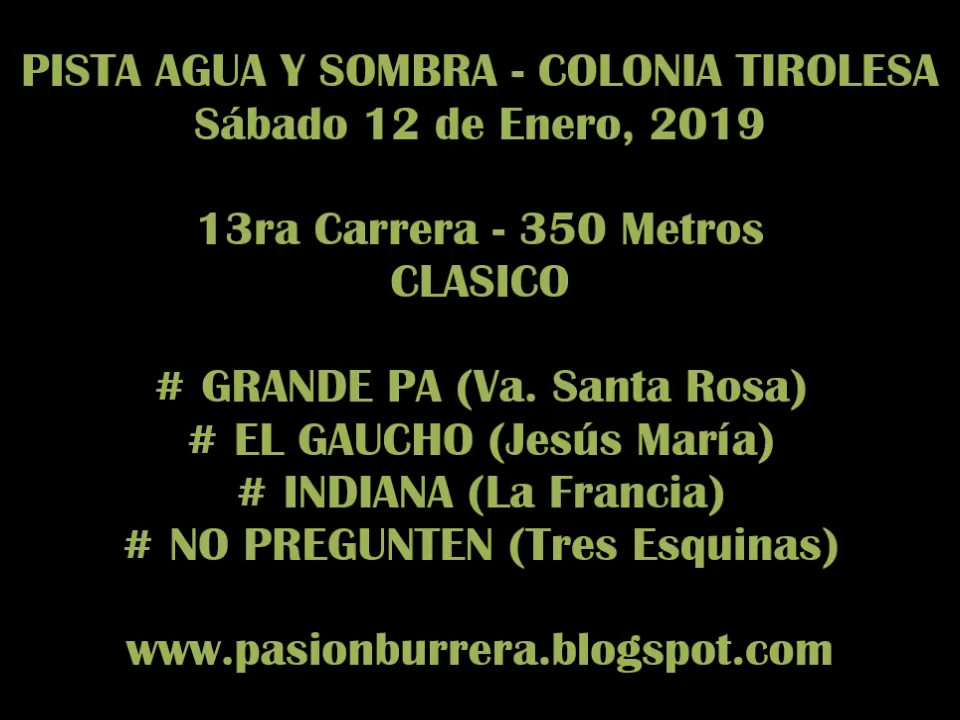 PISTA AGUA Y SOMBRA - COLONIA TIROLESA
Sábado 12 de Enero, 2019
13ra Carrera - 350 Metros
CLASICO
# GRANDE PA (Va. Santa Rosa)
# EL GAUCHO (Jesús María)
# INDIANA (La Francia)
# NO PREGUNTEN (Tres Esquinas)
www.pasionburrera.blogspot.com